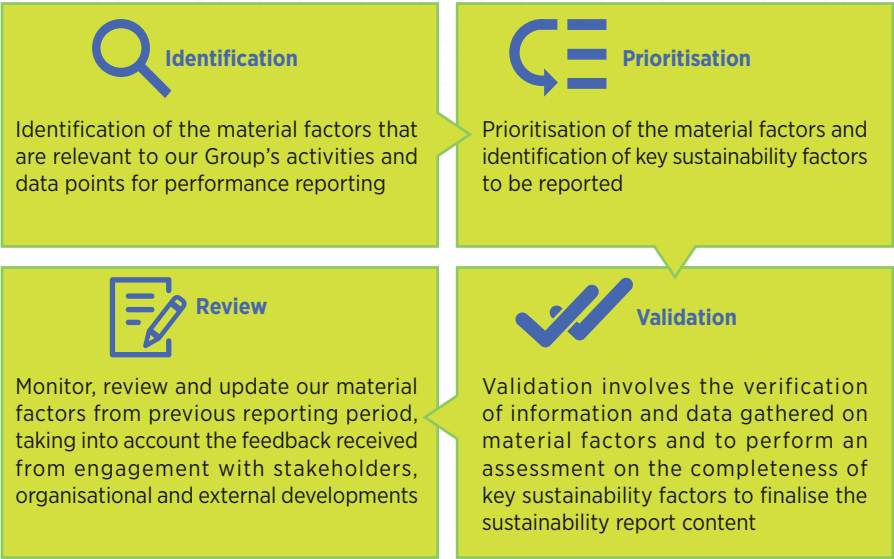 Identification
Identification of the material factors that
are relevant to our Group's activities and
data points for performance reporting
Prioritisation
Prioritisation of the material factors and
identification of key sustainability factors
to be reported
Validation
Validation involves the verification
of information and data gathered on
material factors and to perform an
assessment on the completeness of
key sustainability factors to finalise the
sustainability report content
Review
Monitor, review and update our material
factors from previous reporting period,
taking into account the feedback received
from engagement with stakeholders,
organisational and external developments